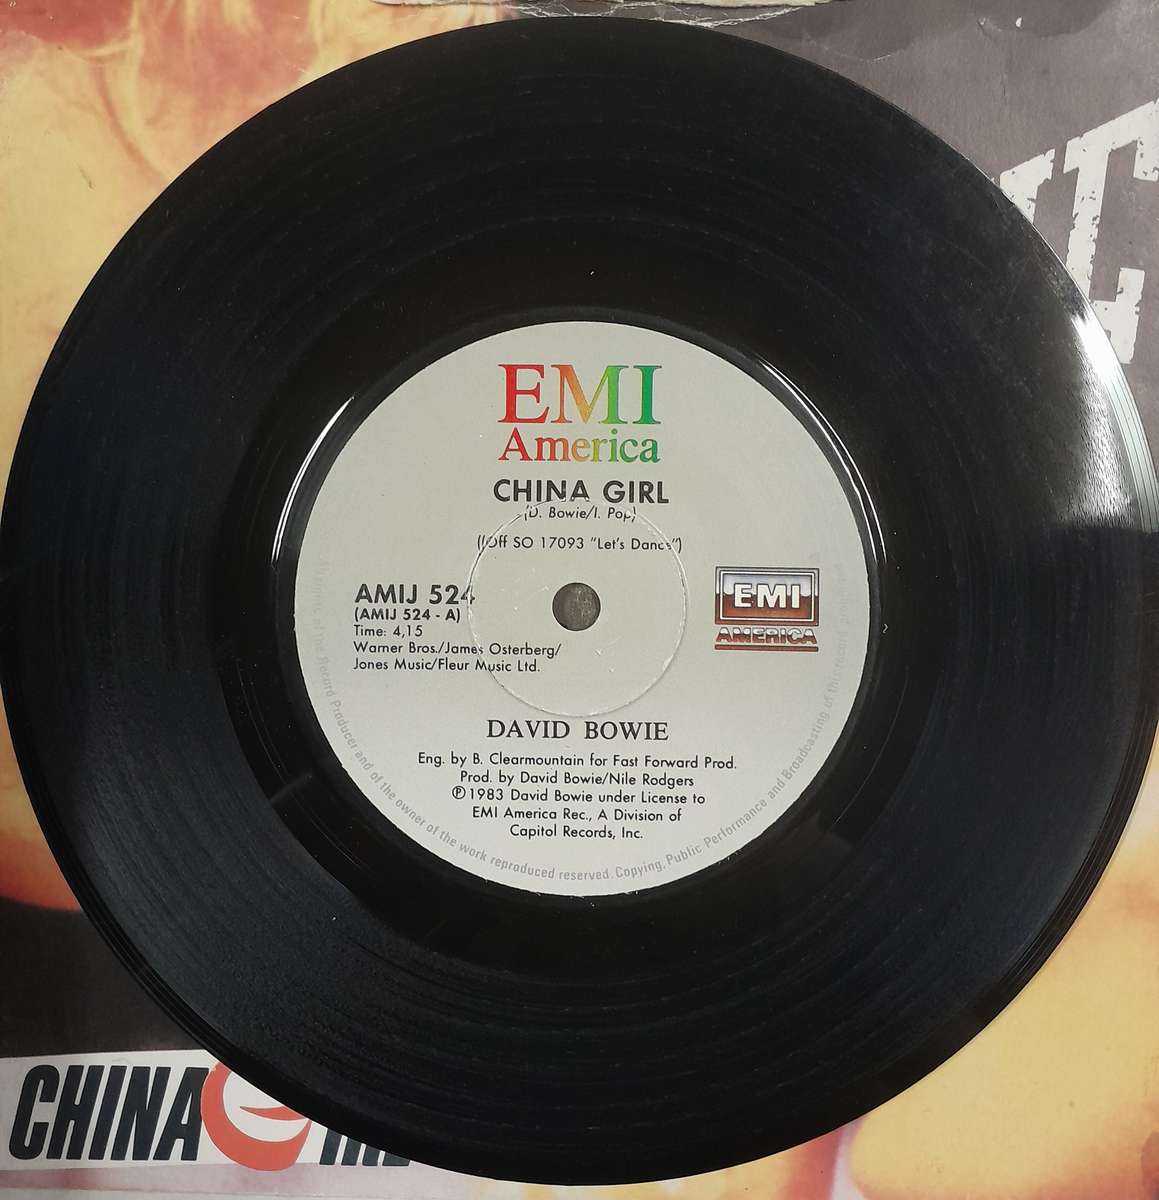 EMI
America
CHINA GIRL
(D. Bowie/I. Pop)
(Off SO 17093 "Let's Dance")
AMIJ 524
(AMIJ 524 - A)
Time: 4,15
Warner Bros./James Osterberg/
Jones Music/Fleur Music Ltd.
EMI
AMERICA
DAVID BOWIE
Eng. by B. Clearmountain for Fast Forward Prod.
Prod. by David Bowie/Nile Rodgers
℗1983 David Bowie under License to
EMI America Rec., A Division of
Capitol Records, Inc.
of the Record Producer and of the owner of the work reproduced reserved. Copying, Public Performance and Broadcasting of this record
CHINA